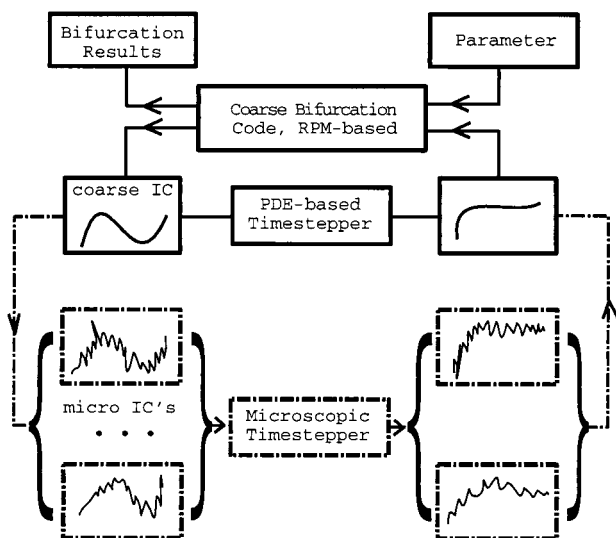 Bifurcation
Results
Parameter
Coarse Bifurcation
Code, RPM-based
coarse IC
PDE-based
Timestepper
micro IC's
. . .
Microscopic
Timestepper